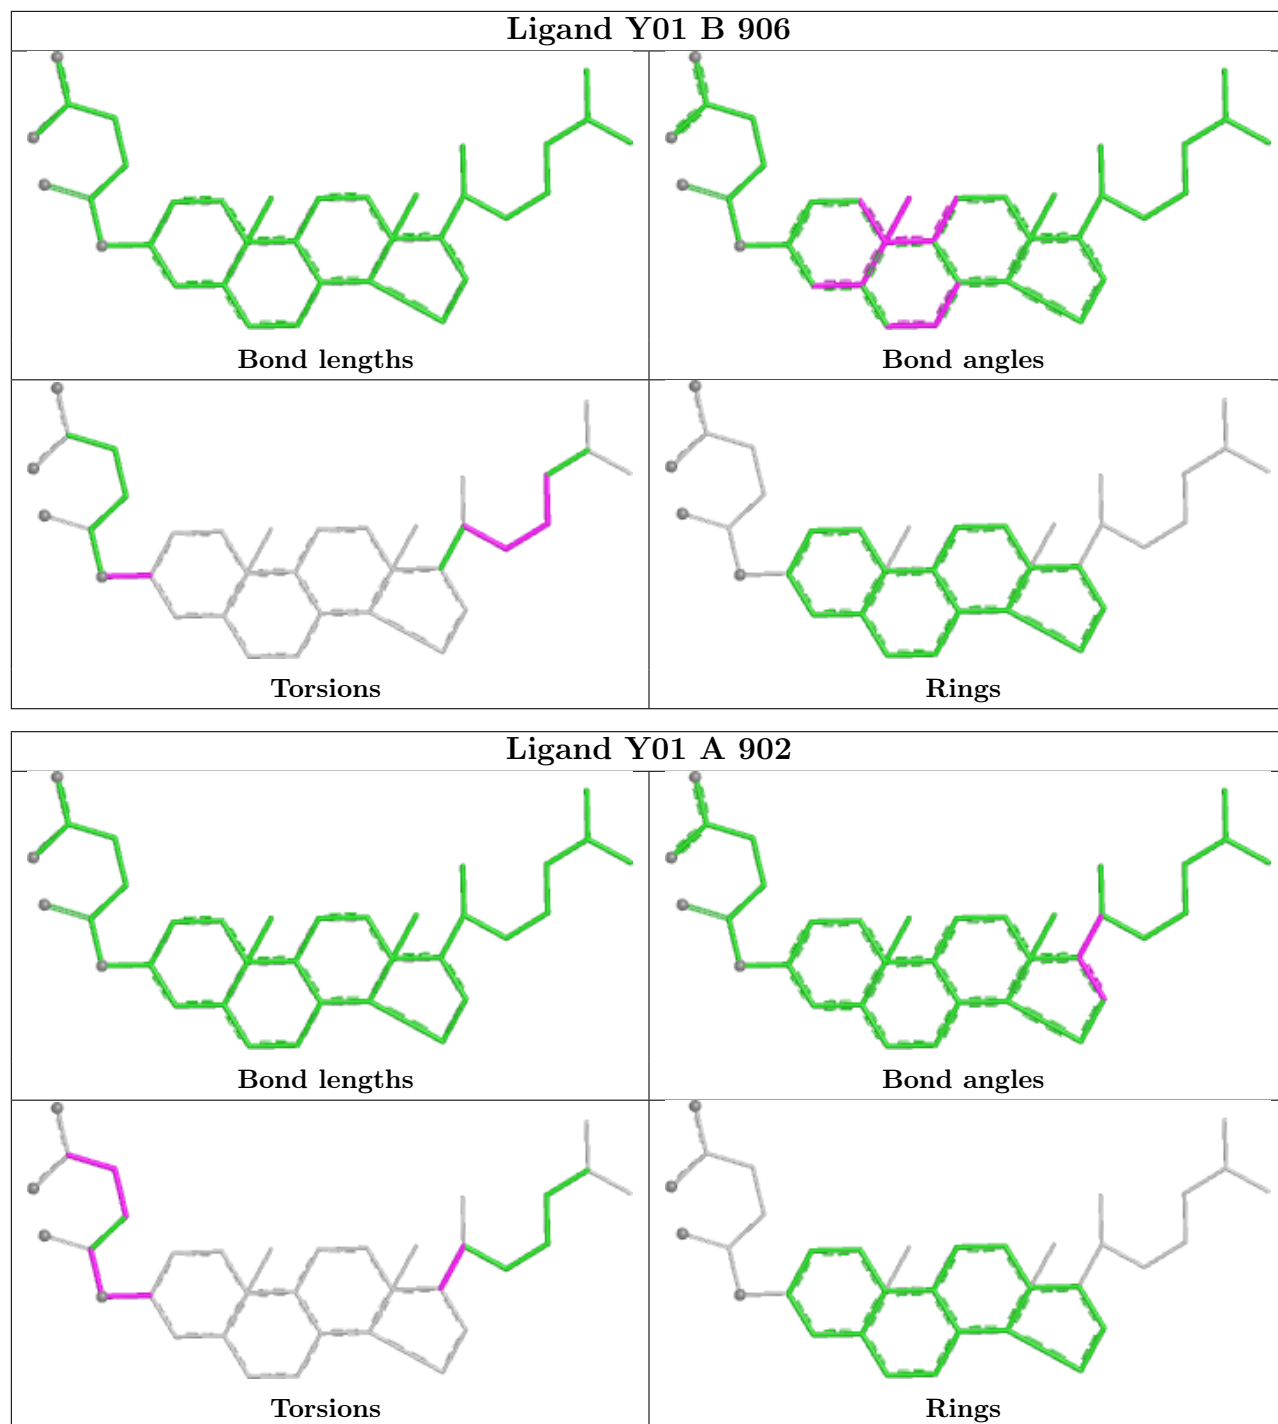 Ligand Y01 B 906
Bond lengths
Bond angles
Torsions
Rings
Ligand Y01 A 902
Bond lengths
Bond angles
Torsions
Rings